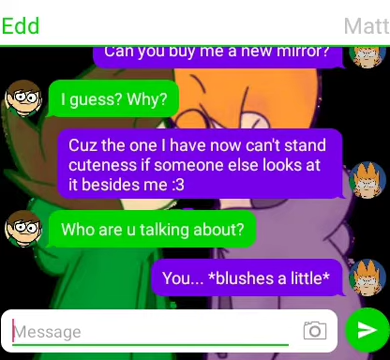 Edd
Matt
Can you buy me a new mirror?
I guess? Why?
Cuz the one I have now can't stand
cuteness if someone else looks at
it besides me :3
Who are u talking about?
You... *blushes a little*
Message